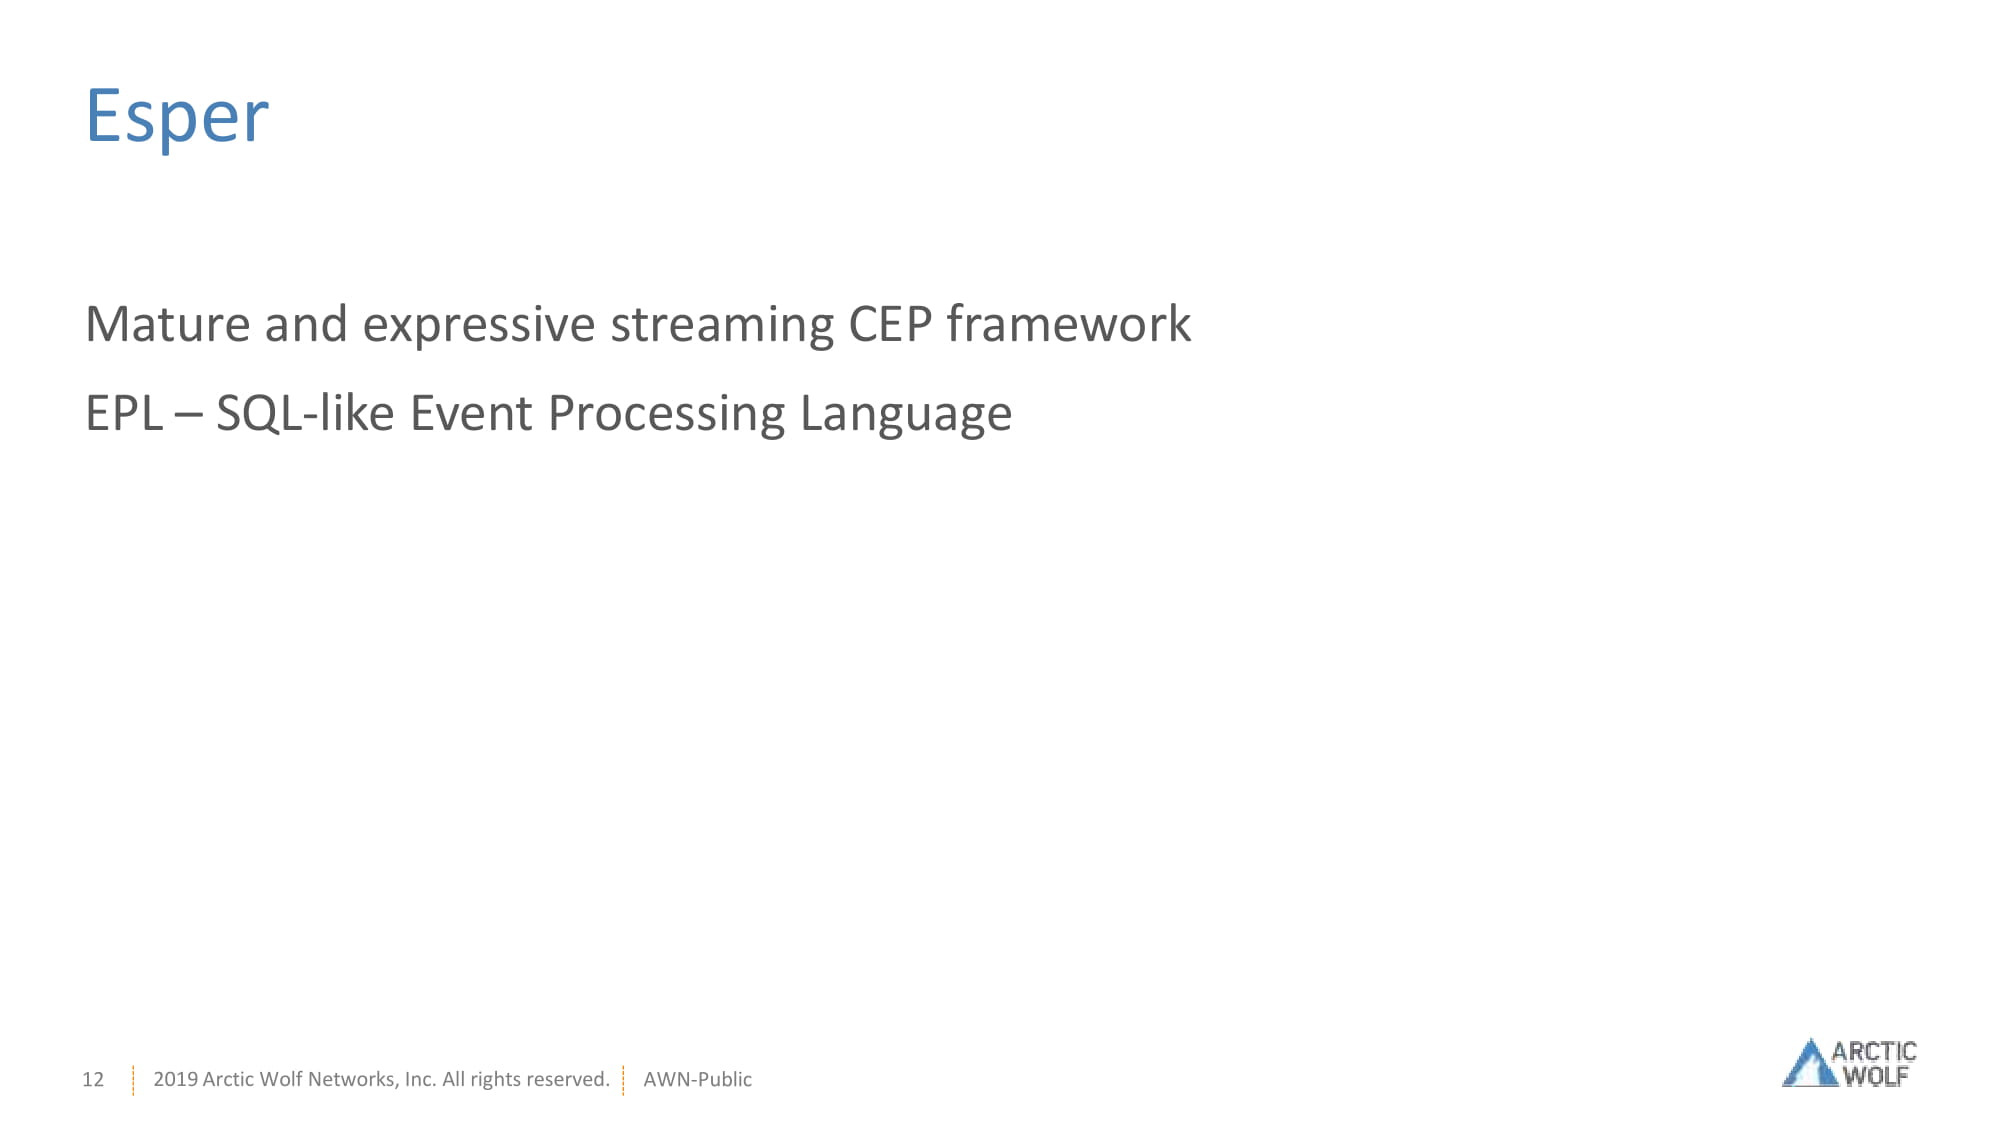 Esper
Mature and expressive streaming CEP framework
EPL – SQL-like Event Processing Language
12
2019 Arctic Wolf Networks, Inc. All rights reserved.
AWN-Public
ARCTIC
WOLF